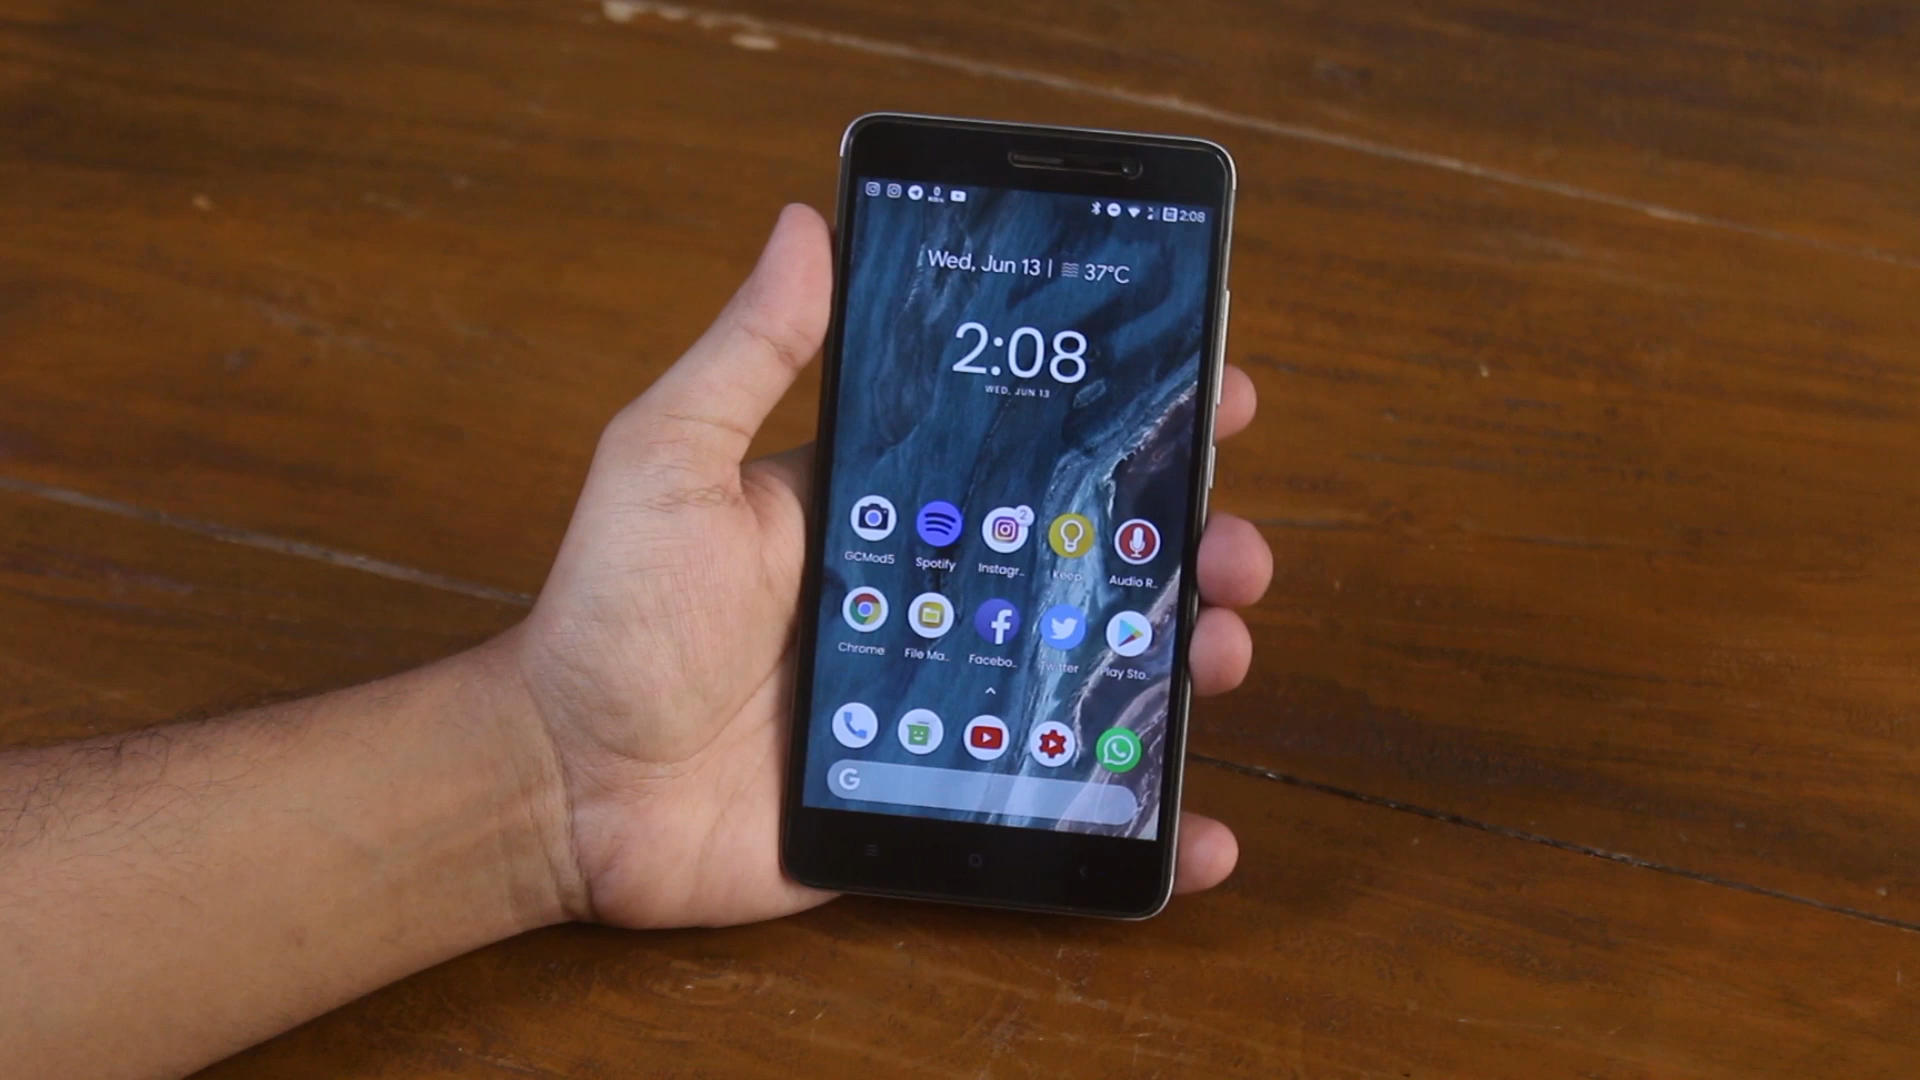 2:08
Wed, Jun 13 | 37°C
2:08
WED, JUN 13
GCMod5 Spotify Instagr.. Keep Audio R..
2
Chrome File Ma.. Facebo.. Twitter Play Sto..
G